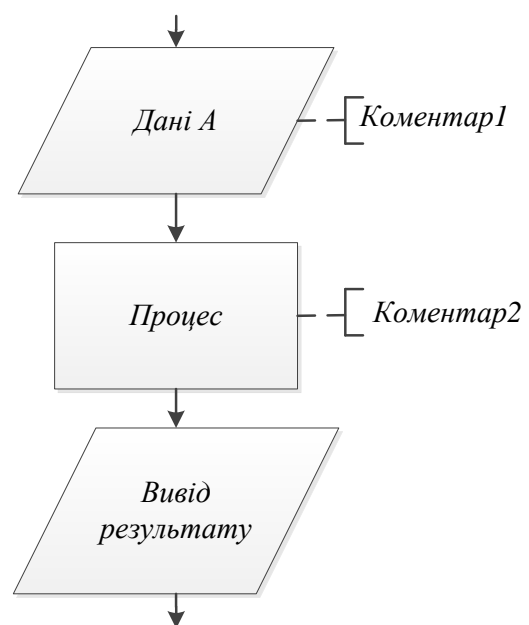 Дані А
Коментар1
Процес
Коментар2
Вивід
результату